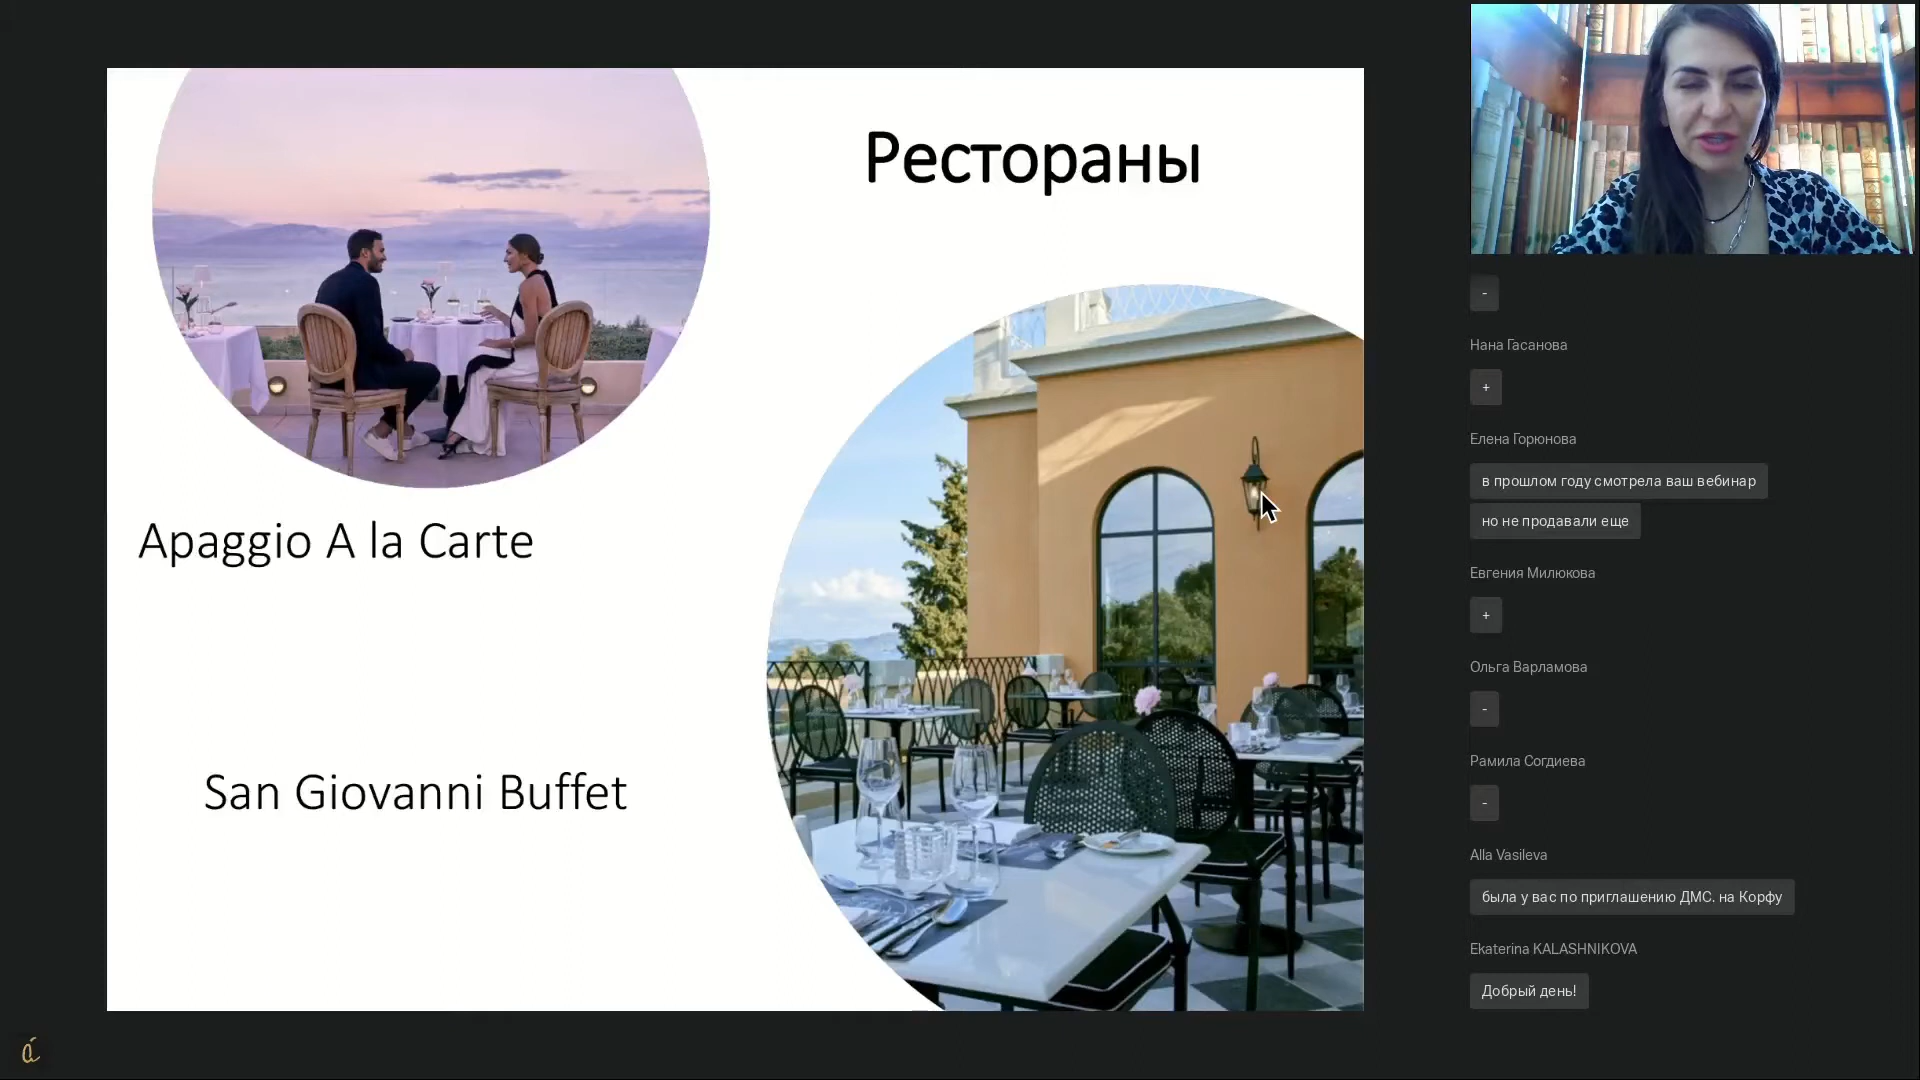 Рестораны
Apaggio A la Carte
San Giovanni Buffet
-
Нана Гасанова
+
Елена Горюнова
в прошлом году смотрела ваш вебинар
но не продавали еще
Евгения Милюкова
+
Ольга Варламова
-
Рамила Согдиева
-
Alla Vasileva
была у вас по приглашению ДМС. на Корфу
Ekaterina KALASHNIKOVA
Добрый день!
á